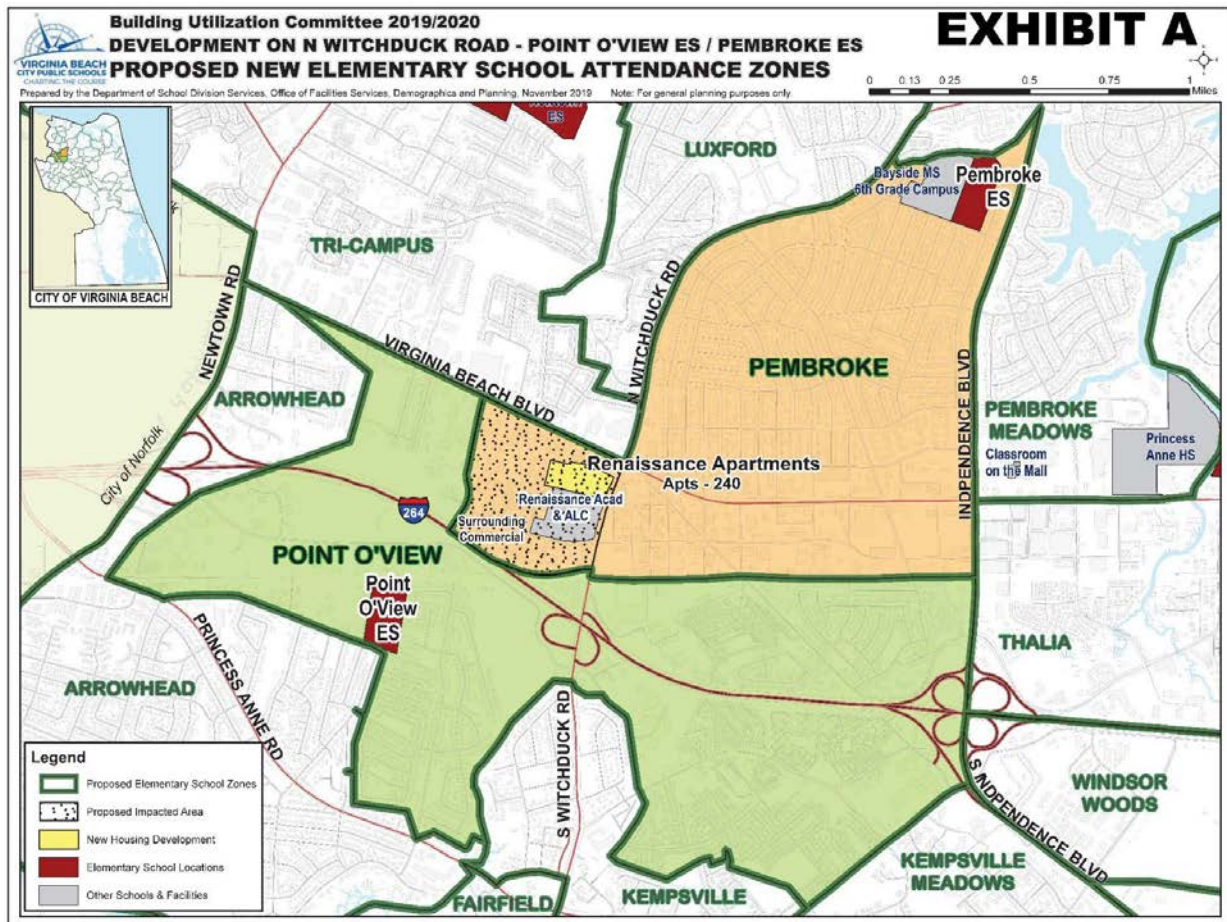 Building Utilization Committee 2019/2020
EXHIBIT A
DEVELOPMENT ON N WITCHDUCK ROAD - POINT O'VIEW ES / PEMBROKE ES
PROPOSED NEW ELEMENTARY SCHOOL ATTENDANCE ZONES
VIRGINIA BEACH
CITY PUBLIC SCHOOLS
CHARTING THE COURSE
Prepared by the Department of School Division Services, Office of Facilities Services, Demographics and Planning, November 2019 Note: For general planning purposes only
0 0.13 0.25 0.5 0.75 1
Miles
ES
LUXFORD
Bayside MS
6th Grade Campus
Pembroke
ES
TRI-CAMPUS
CITY OF VIRGINIA BEACH
NEWTOWN RD
N WITCHDUCK RD
VIRGINIA BEACH BLVD
PEMBROKE
INDPENDENCE BLVD
ARROWHEAD
PEMBROKE
MEADOWS
Princess
Anne HS
Classroom
on the Mall
City of Norfolk
Renaissance Apartments
Apts - 240
Renaissance Acad
& ALC
264
Surrounding
Commercial
POINT O'VIEW
Point
O'View
ES
PRINCESS ANNE RD
THALIA
ARROWHEAD
S WITCHDUCK RD
S INDPENDENCE BLVD
WINDSOR
WOODS
KEMPSVILLE
MEADOWS
KEMPSVILLE
FAIRFIELD
Legend
Proposed Elementary School Zones
Proposed Impacted Area
New Housing Development
Elementary School Locations
Other Schools & Facilities